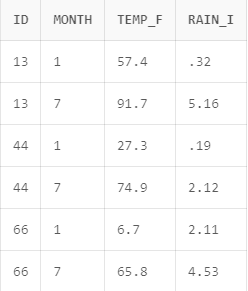 ID MONTH TEMP_F RAIN_I
13 1 57.4 .32
13 7 91.7 5.16
44 1 27.3 .19
44 7 74.9 2.12
66 1 6.7 2.11
66 7 65.8 4.53